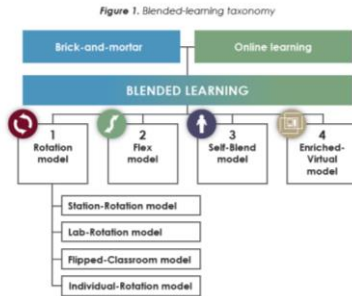 Figure 1. Blended-learning taxonomy
Brick-and-mortar
Online learning
BLENDED LEARNING
1
Rotation
model
2
Flex
model
3
Self-Blend
model
4
Enriched-
Virtual
model
Station-Rotation model
Lab-Rotation model
Flipped-Classroom model
Individual-Rotation model